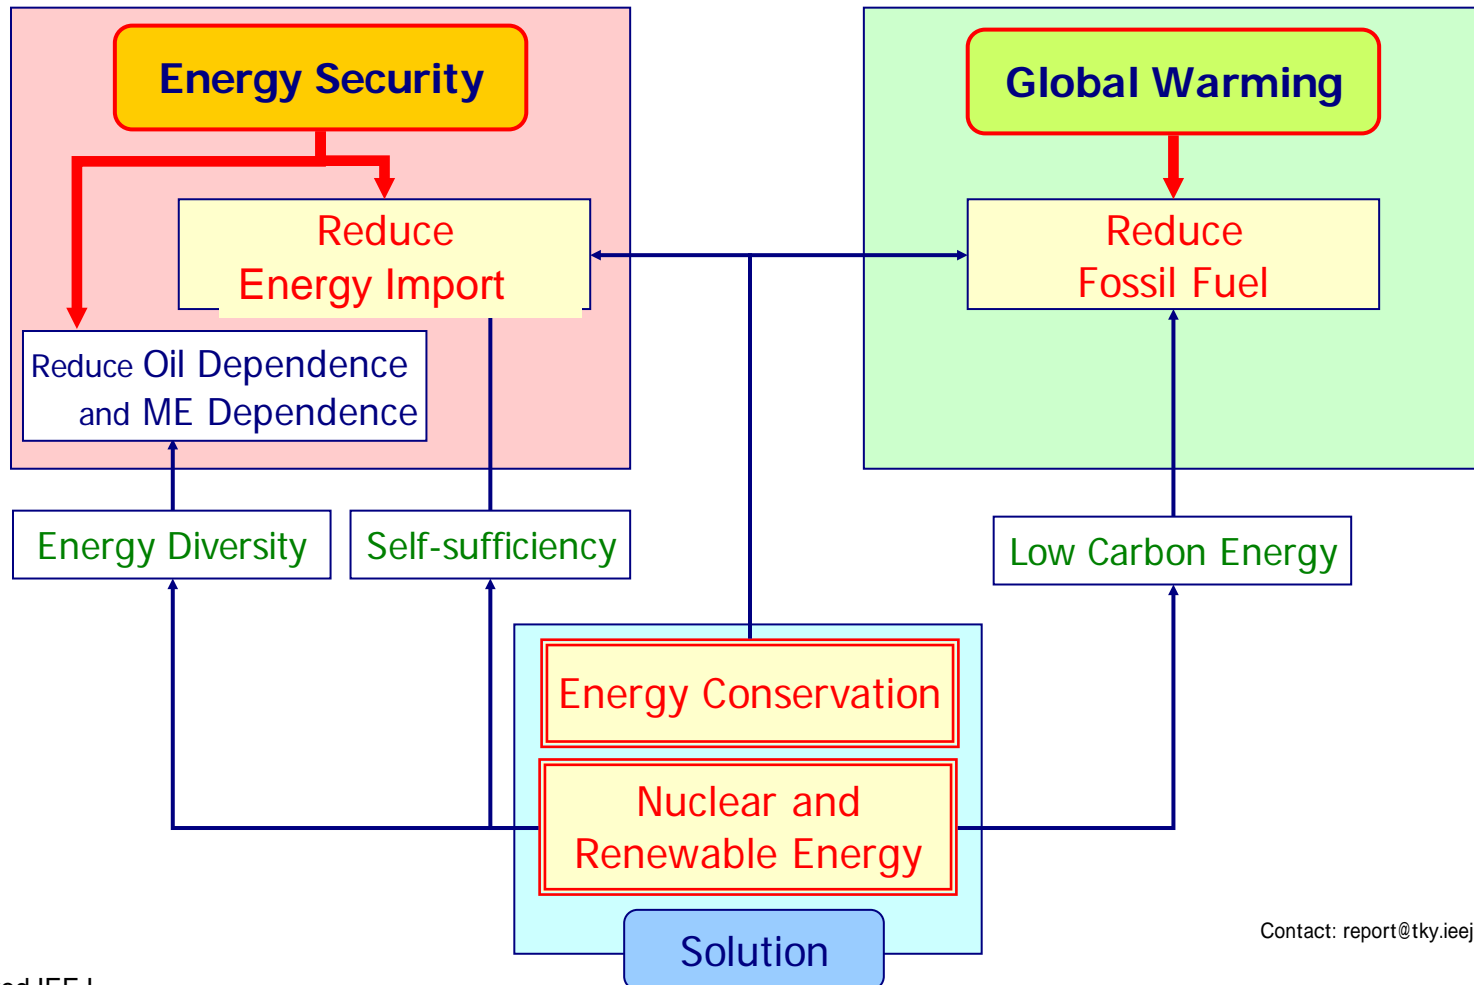 Energy Security
Global Warming
Reduce
Energy Import
Reduce
Fossil Fuel
Reduce Oil Dependence
and ME Dependence
Energy Diversity
Self-sufficiency
Low Carbon Energy
Energy Conservation
Nuclear and
Renewable Energy
Solution
Contact: report@tky.ieej